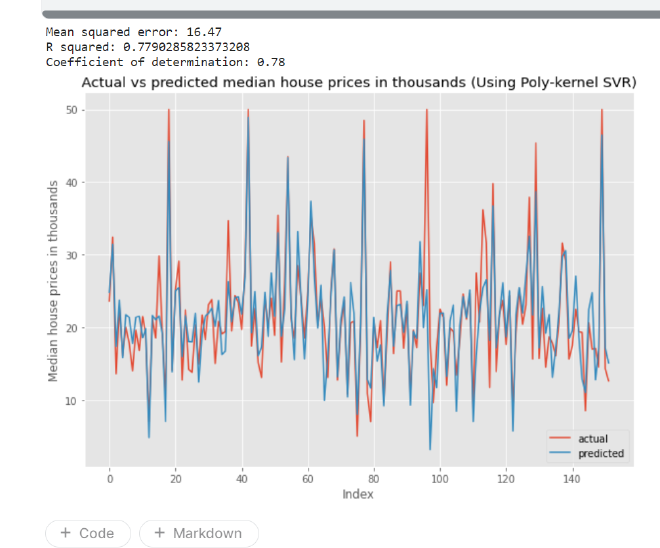 Mean squared error: 16.47
R squared: 0.7790285823373208
Coefficient of determination: 0.78
Actual vs predicted median house prices in thousands (Using Poly-kernel SVR)
50
40
30
20
10
Median house prices in thousands
0 20 40 60 80 100 120 140
Index
actual
predicted
+ Code + Markdown